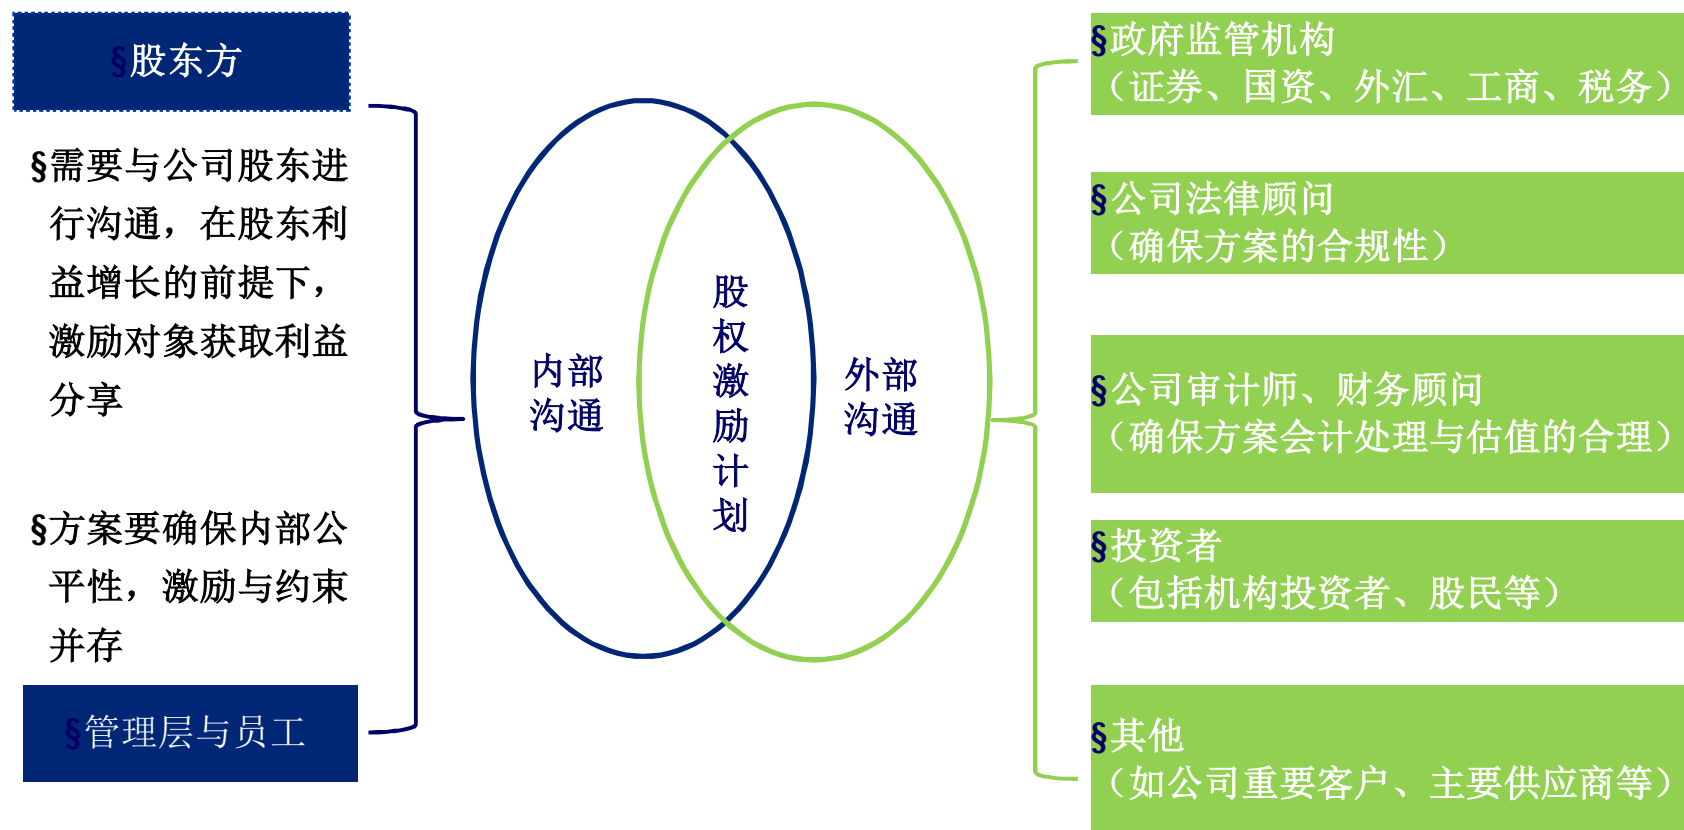 §股东方
§需要与公司股东进
行沟通，在股东利
益增长的前提下，
激励对象获取利益
分享
§方案要确保内部公
平性，激励与约束
并存
§管理层与员工
内部
沟通
股
权
激
励
计
划
外部
沟通
§政府监管机构
（证券、国资、外汇、工商、税务）
§公司法律顾问
（确保方案的合规性）
§公司审计师、财务顾问
（确保方案会计处理与估值的合理）
§投资者
（包括机构投资者、股民等）
§其他
（如公司重要客户、主要供应商等）